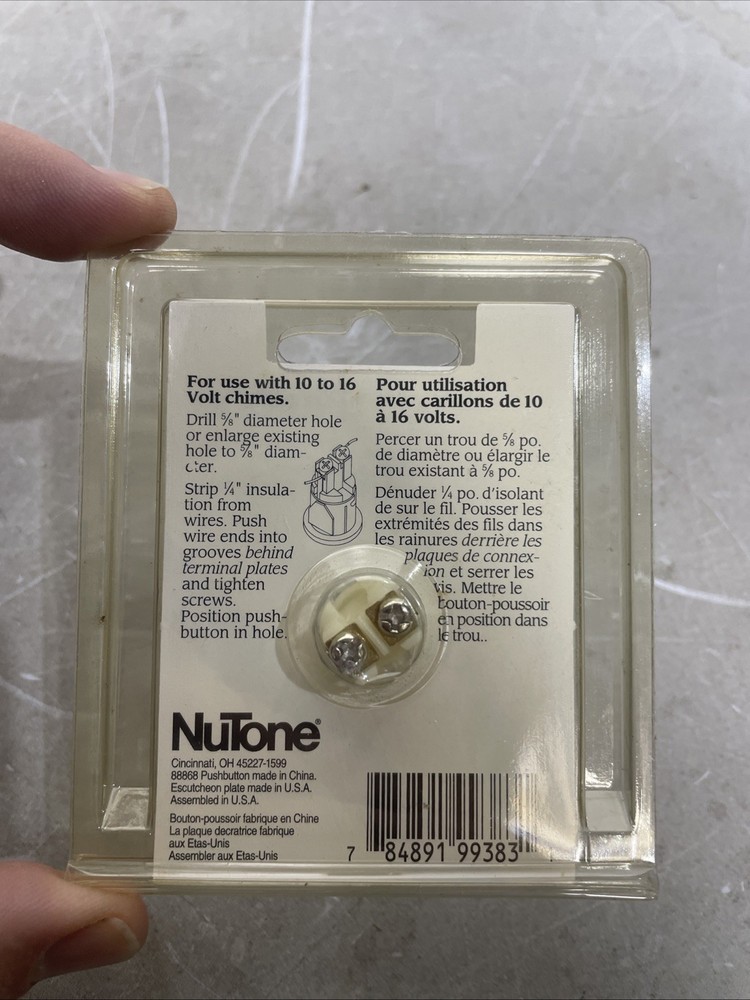 For use with 10 to 16
Volt chimes.
Drill ⅝" diameter hole
or enlarge existing
hole to ⅝" diam-
eter.
Strip ¼" insula-
tion from
wires. Push
wire ends into
grooves behind
terminal plates
and tighten
screws.
Position push-
button in hole.
Pour utilisation
avec carillons de 10
à 16 volts.
Percer un trou de ⅝ po.
de diamètre ou élargir le
trou existant à ⅝ po.
Dénuder ¼ po. d'isolant
de sur le fil. Pousser les
extrémités des fils dans
les rainures derrière les
plaques de connex-
ion et serrer les
vis. Mettre le
bouton-poussoir
en position dans
le trou..
NuTone®
Cincinnati, OH 45227-1599
88868 Pushbutton made in China.
Escutcheon plate made in U.S.A.
Assembled in U.S.A.
Bouton-poussoir fabrique en Chine
La plaque decratrice fabrique
aux Etas-Unis
Assembler aux Etas-Unis
7 84891 99383